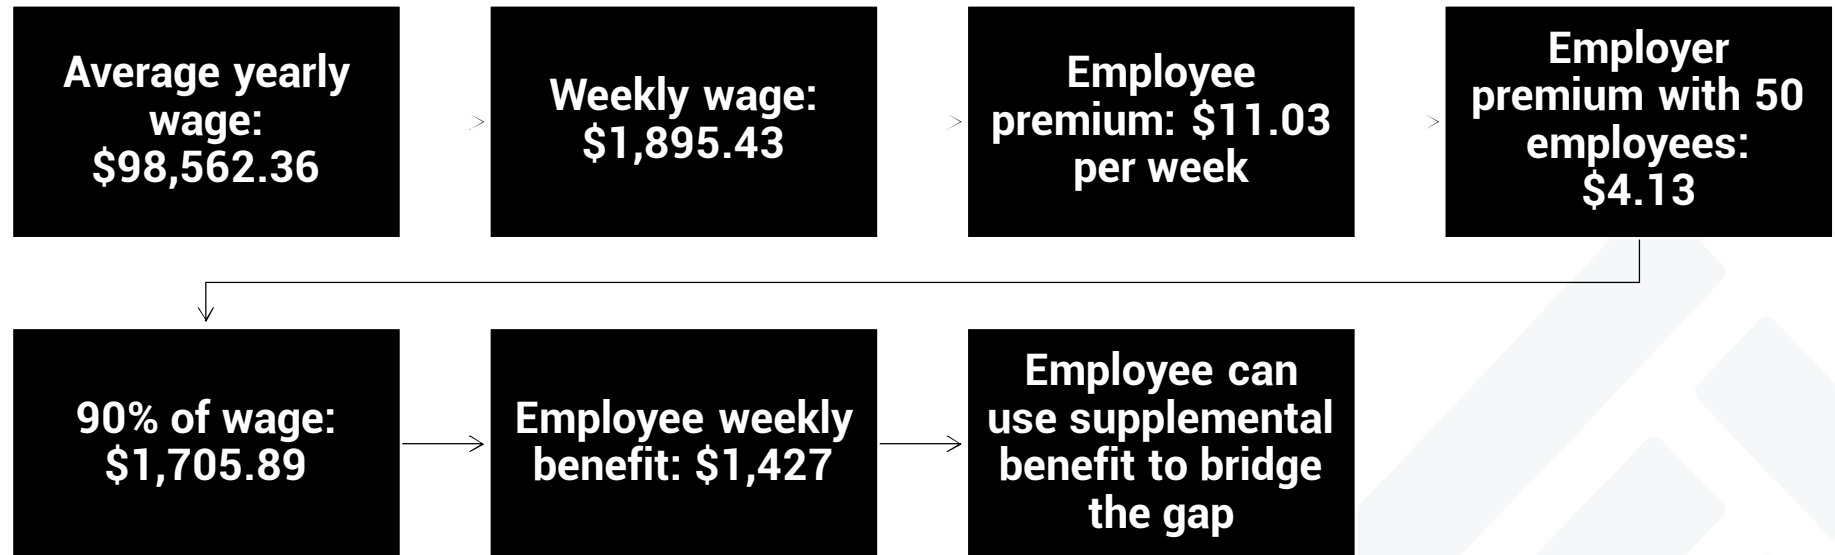 Average yearly
wage:
$98,562.36
Weekly wage:
$1,895.43
Employee
premium: $11.03
per week
Employer
premium with 50
employees:
$4.13
90% of wage:
$1,705.89
Employee weekly
benefit: $1,427
Employee can
use supplemental
benefit to bridge
the gap